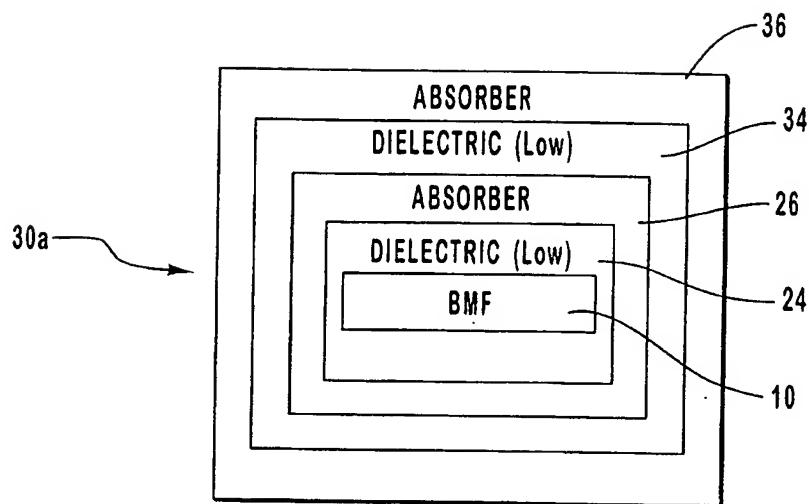 36
ABSORBER
34
DIELECTRIC (Low)
ABSORBER
26
30a
DIELECTRIC (Low)
24
BMF
10